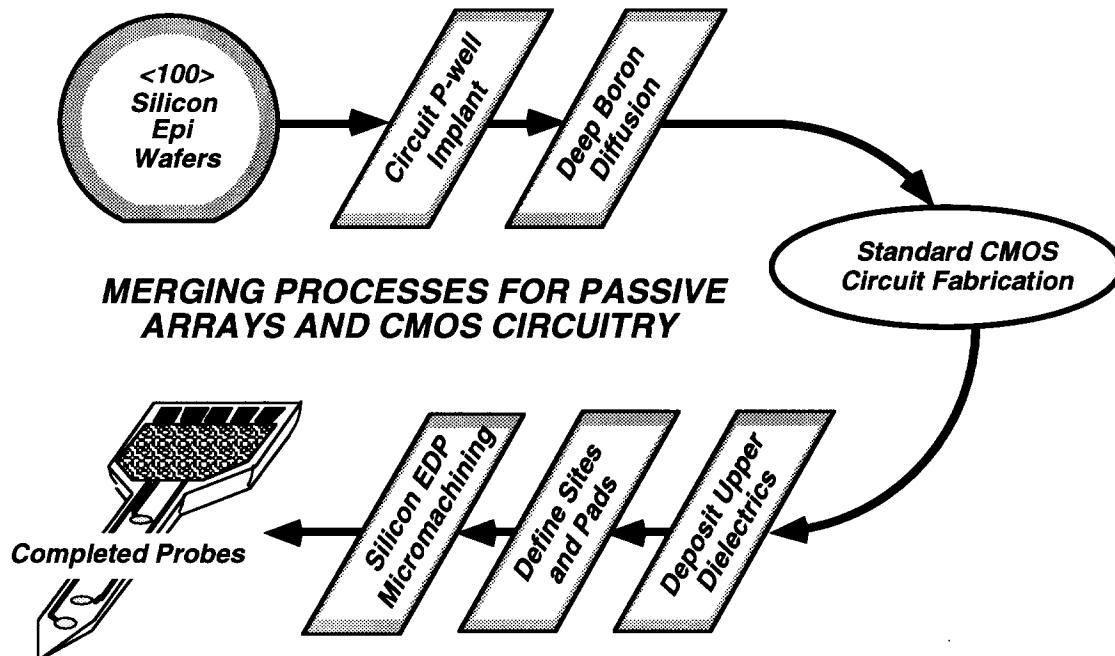 <100>
Silicon
Epi
Wafers
Circuit P-well
Implant
Deep Boron
Diffusion
Standard CMOS
Circuit Fabrication
MERGING PROCESSES FOR PASSIVE
ARRAYS AND CMOS CIRCUITRY
Deposit Upper
Dielectrics
Define Sites
and Pads
Silicon EDP
Micromachining
Completed Probes